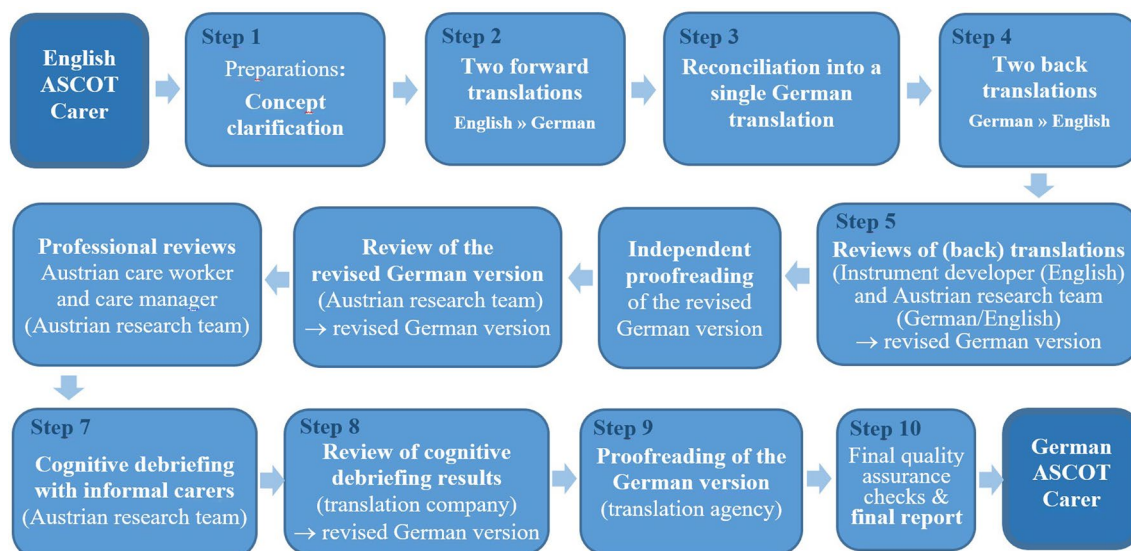 English
ASCOT
Carer
Step 1
Preparations:
Concept
clarification
Step 2
Two forward
translations
English » German
Step 3
Reconciliation into a
single German
translation
Step 4
Two back
translations
German » English
Step 5
Reviews of (back) translations
(Instrument developer (English)
and Austrian research team
(German/English)
→ revised German version
Independent
proofreading
of the revised
German version
Review of the
revised German version
(Austrian research team)
→ revised German version
Professional reviews
Austrian care worker
and care manager
(Austrian research team)
Step 7
Cognitive debriefing
with informal carers
(Austrian research team)
Step 8
Review of cognitive
debriefing results
(translation company)
→ revised German version
Step 9
Proofreading of the
German version
(translation agency)
Step 10
Final quality
assurance
checks &
final report
German
ASCOT
Carer